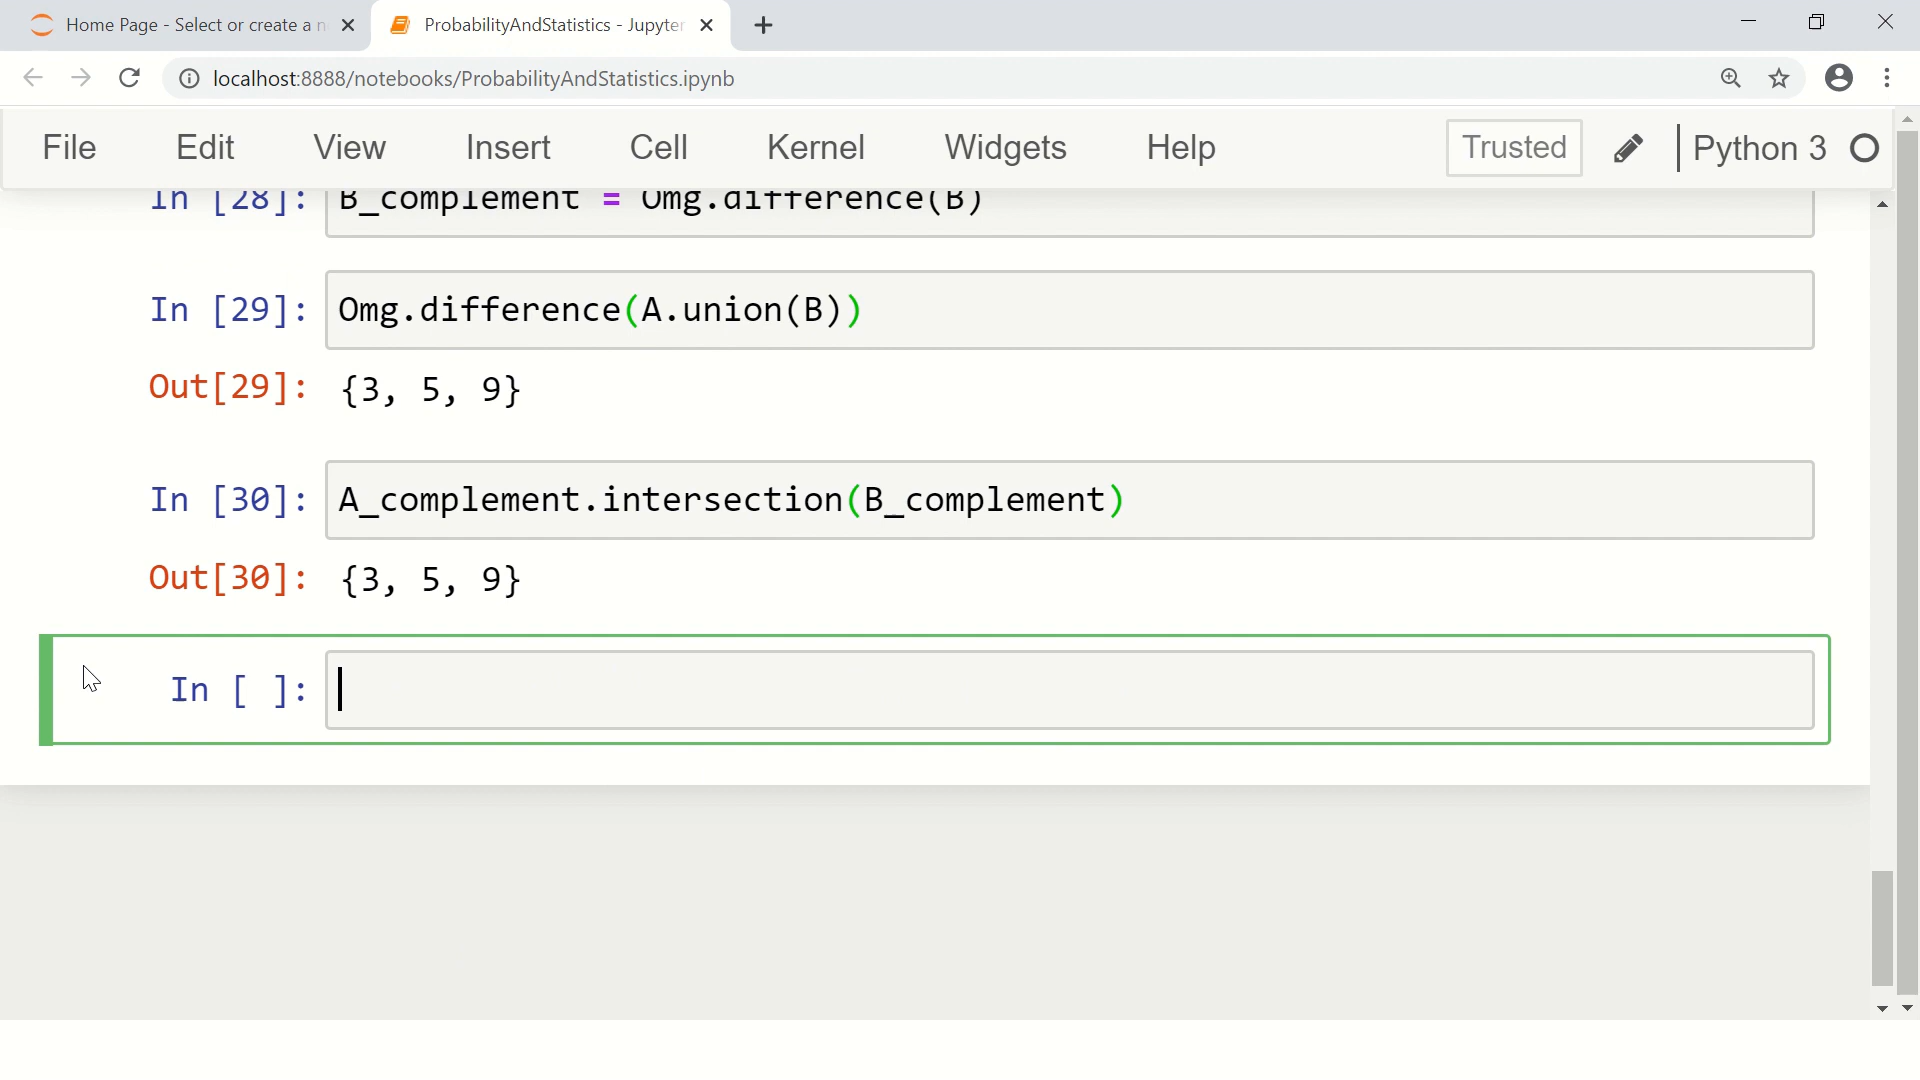 Home Page - Select or create a n
ProbabilityAndStatistics - Jupyter
localhost:8888/notebooks/ProbabilityAndStatistics.ipynb
File Edit View Insert Cell Kernel Widgets Help Trusted Python 3
In [28]: B_complement = Omg.difference(B)
In [29]: Omg.difference(A.union(B))
Out[29]: {3, 5, 9}
In [30]: A_complement.intersection(B_complement)
Out[30]: {3, 5, 9}
In [ ]: